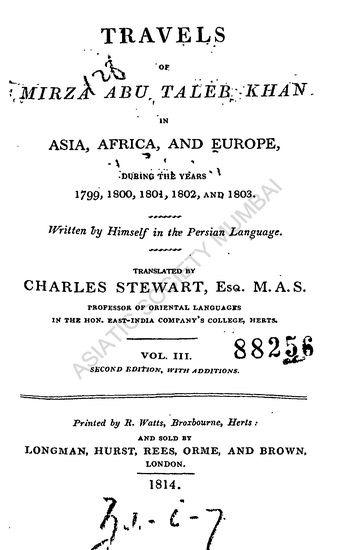 TRAVELS
OF
MIRZA ABU TALEB KHAN
IN
ASIA, AFRICA, AND EUROPE,
DURING THE YEARS
1799, 1800, 1801, 1802, AND 1803.
Written by Himself in the Persian Language.
TRANSLATED BY
CHARLES STEWART, ESQ. M.A.S.
PROFESSOR OF ORIENTAL LANGUAGES
IN THE HON. EAST-INDIA COMPANY'S COLLEGE, HERTS.
VOL. III.
88256
SECOND EDITION, WITH ADDITIONS.
Printed by R. Watts, Broxbourne, Herts:
AND SOLD BY
LONGMAN, HURST, REES, ORME, AND BROWN,
LONDON.
1814.
ASIATIC SOCIETY MUMBAI